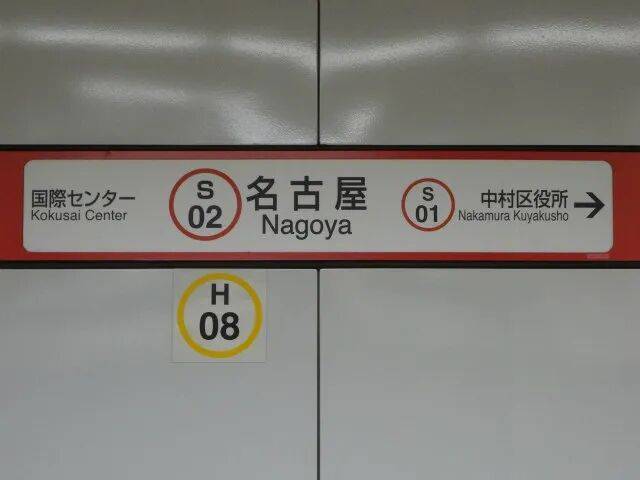 国際センター
Kokusai Center
S
02
名古屋
Nagoya
S
01
中村区役所
Nakamura Kuyakusho
→
H
08